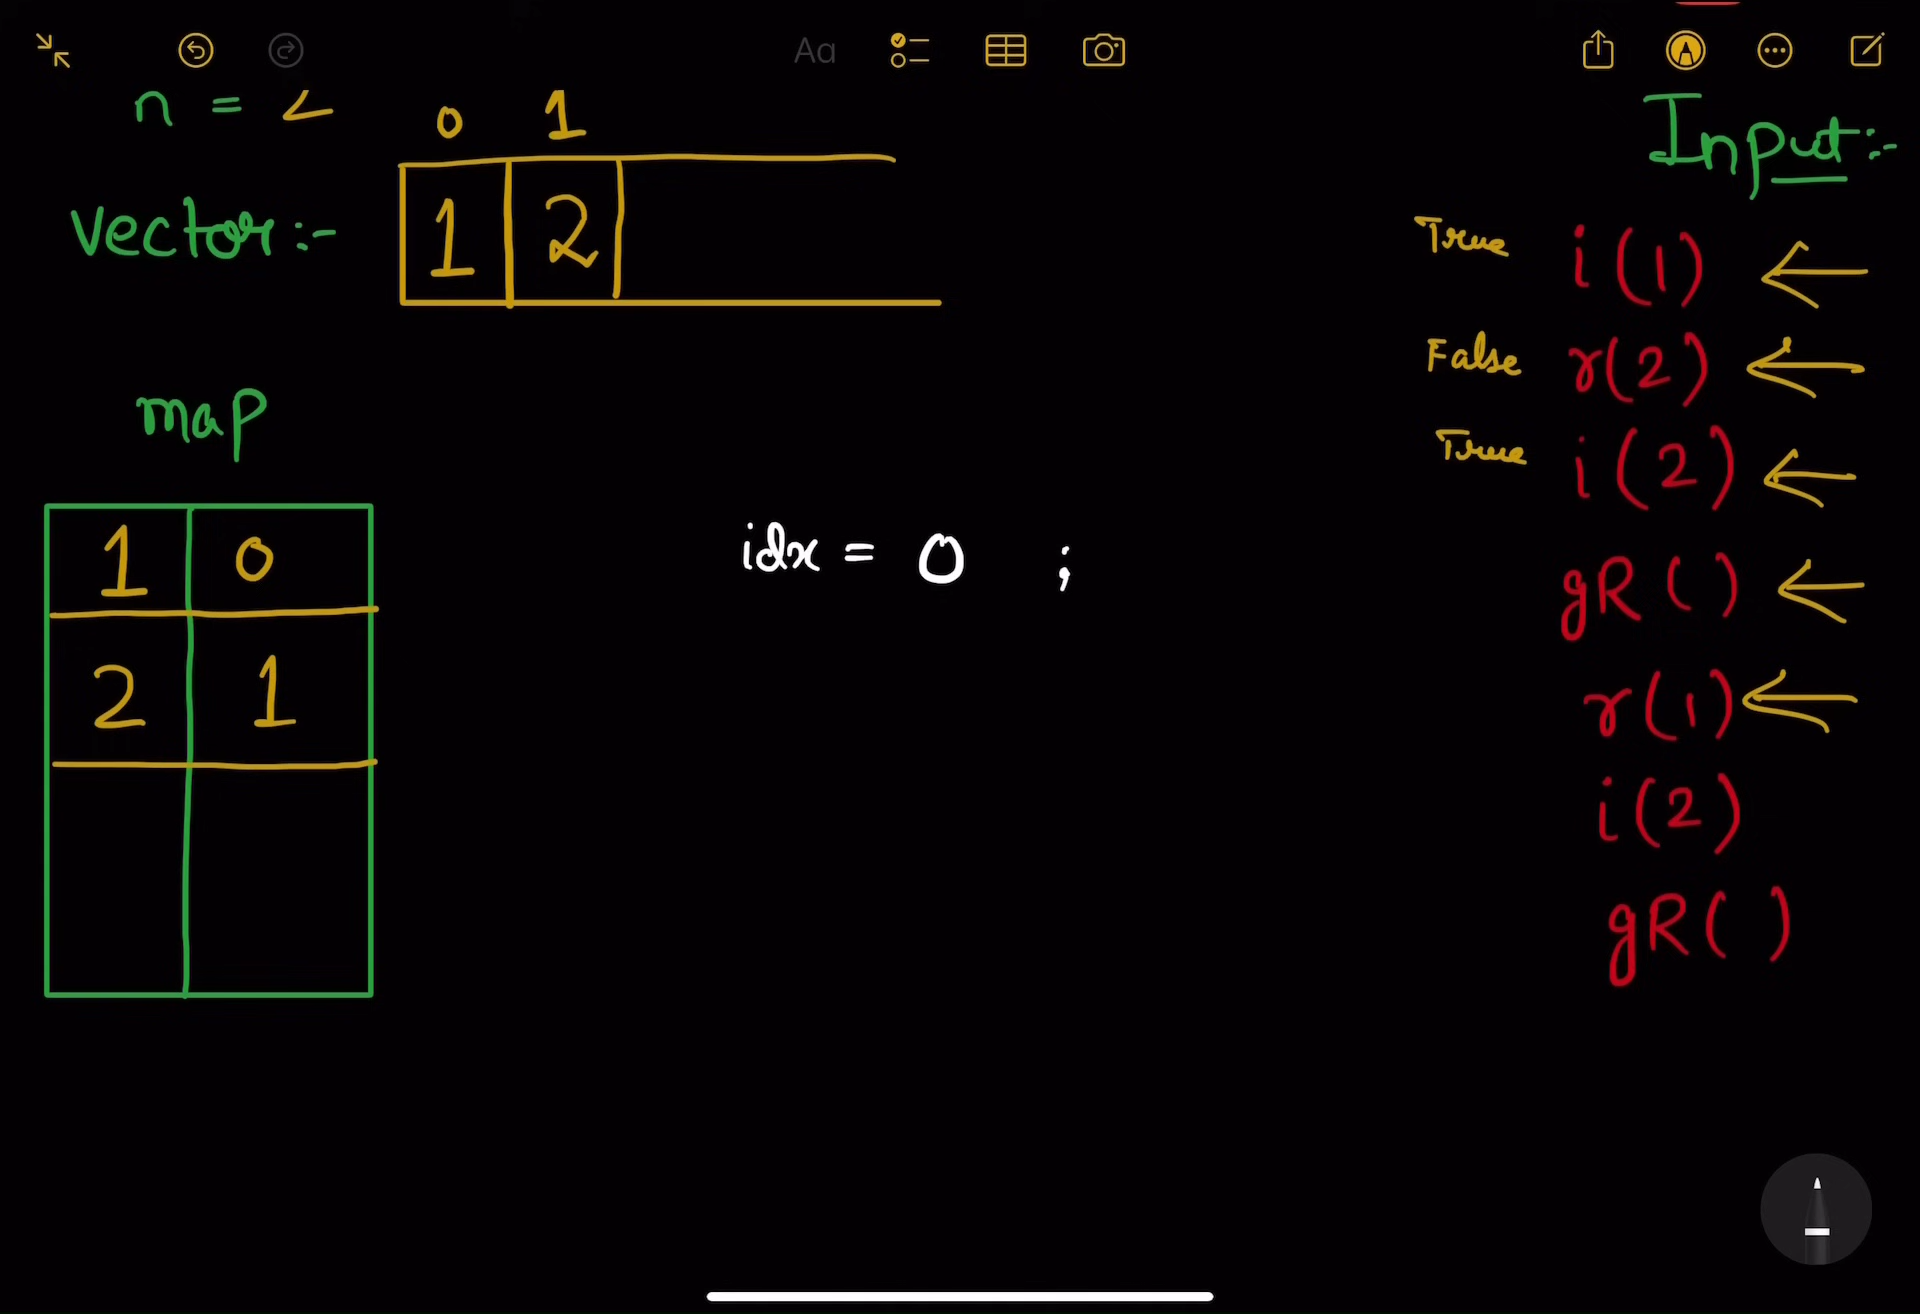 Aa
n = 2
0 1
vector :-
1 2
map
1 0
2 1
idx = 0 ;
Input :-
True i(1)
False r(2)
True i(2)
gR( )
r(1)
i(2)
gR( )